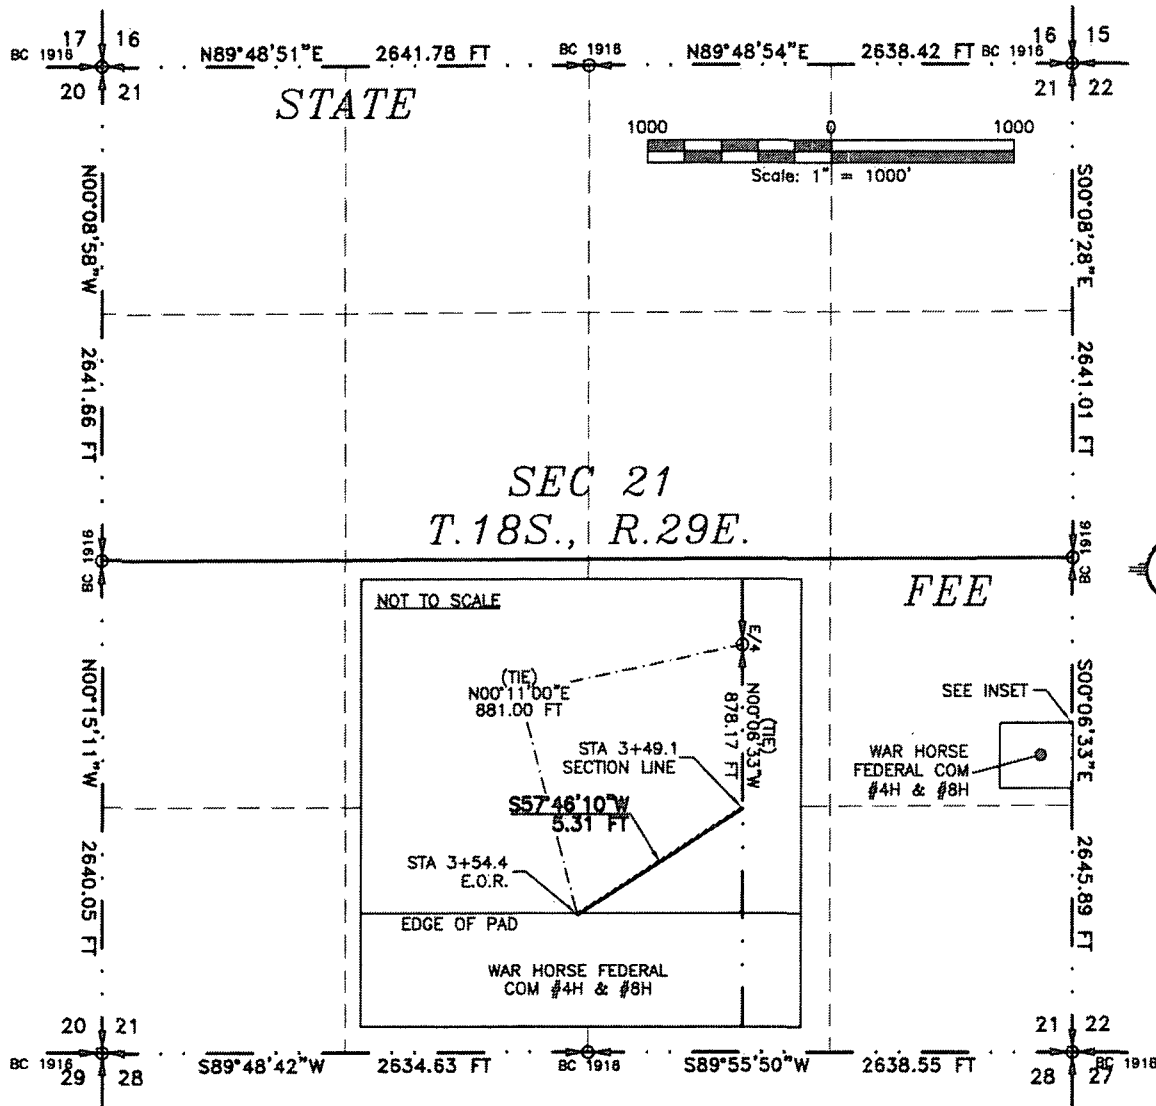 17 16
16 15
BC 1916
N89°48'51"E 2641.78 FT
BC 1916
N89°48'54"E 2638.42 FT
BC 1916
20 21
21 22
STATE
1000 0 1000
Scale: 1" = 1000'
N00°08'58"W 2641.66 FT
S00°08'28"E 2641.01 FT
SEC 21
T.18S., R.29E.
BC 1916
BC 1916
FEE
NOT TO SCALE
E/4
(TIE)
N00°11'00"E
881.00 FT
(TIE)
N00°06'33"W
878.17 FT
STA 3+49.1
SECTION LINE
S57°46'10"W
5.31 FT
STA 3+54.4
E.O.R.
EDGE OF PAD
WAR HORSE FEDERAL
COM #4H & #8H
SEE INSET
WAR HORSE
FEDERAL COM
#4H & #8H
N00°15'11"W 2640.05 FT
S00°06'33"E 2645.89 FT
20 21
21 22
BC 1916
S89°48'42"W 2634.63 FT
BC 1916
S89°55'50"W 2638.55 FT
BC 1916
29 28
28 27